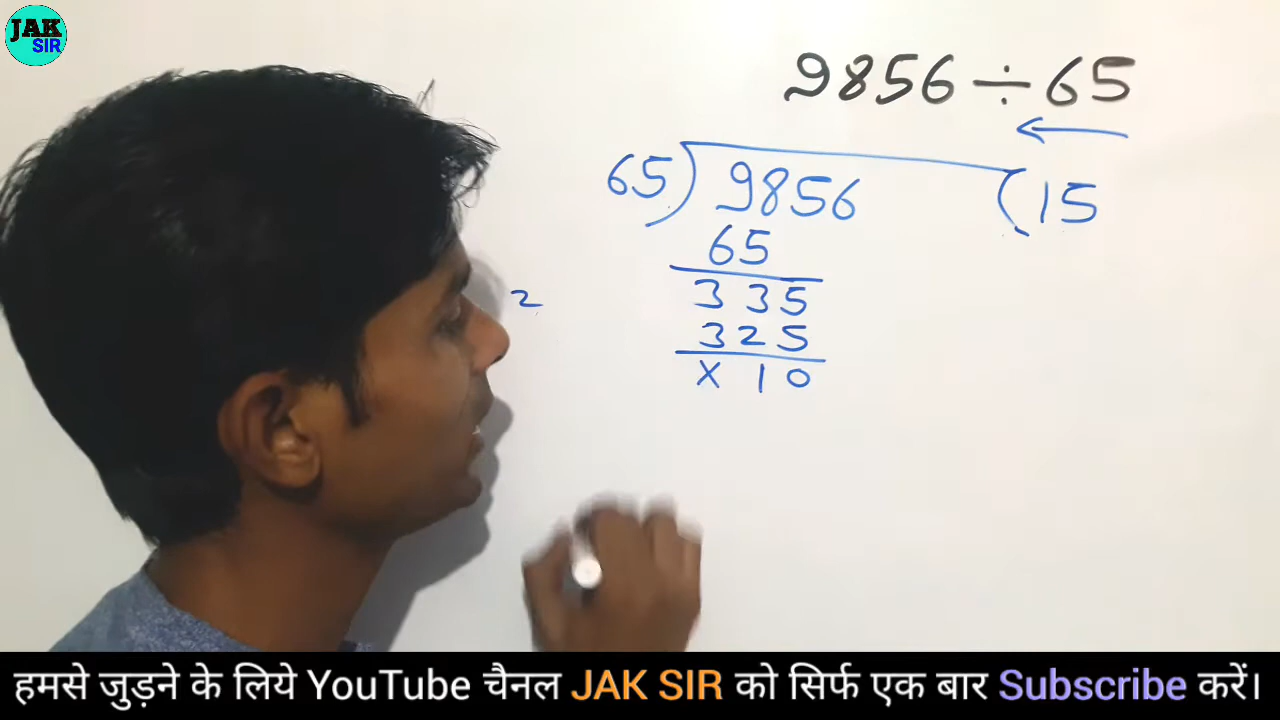 JAK
SIR
9856 ÷ 65
←
65) 9856 (15
65
335
2
325
× 10
हमसे जुड़ने के लिये YouTube चैनल JAK SIR को सिर्फ एक बार Subscribe करें।